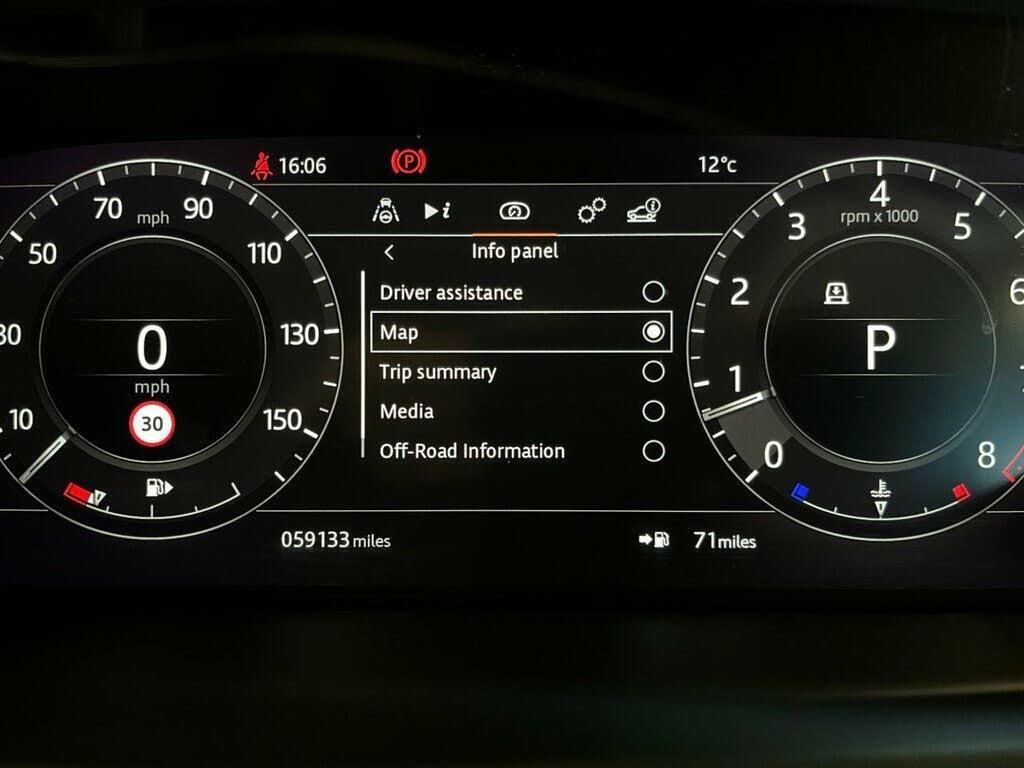 16:06
P
12°c
i
i
70 mph 90
50
110
30
130
10
150
0
mph
30
Info panel
Driver assistance
Map
Trip summary
Media
Off-Road Information
4
rpm x 1000
3
5
2
6
1
0
8
P
059133 miles
71 miles